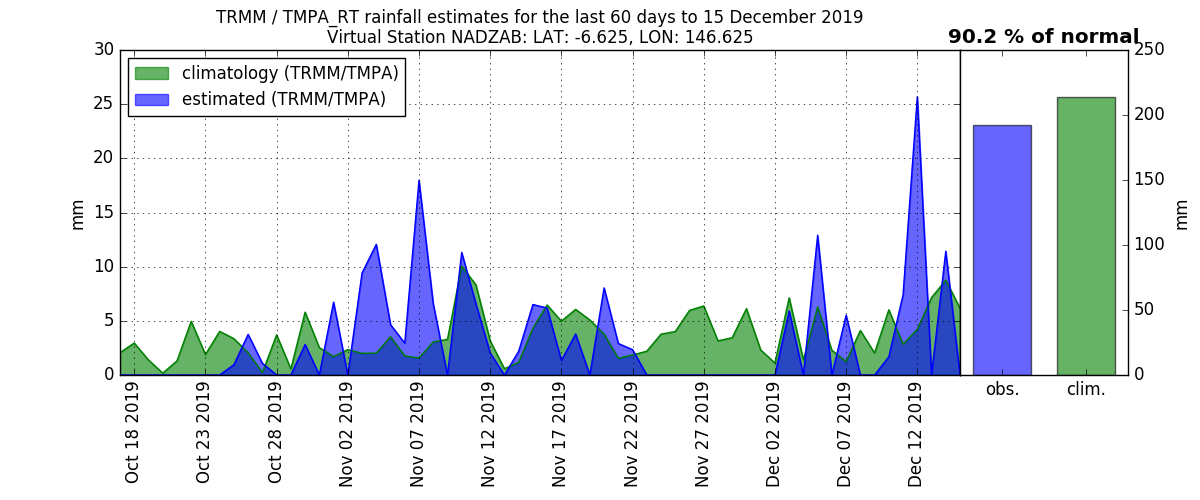 TRMM / TMPA_RT rainfall estimates for the last 60 days to 15 December 2019
Virtual Station NADZAB: LAT: -6.625, LON: 146.625
90.2 % of normal
climatology (TRMM/TMPA)
estimated (TRMM/TMPA)
30
25
20
15
10
5
0
mm
250
200
150
100
50
0
mm
obs.
clim.
Oct 18 2019
Oct 23 2019
Oct 28 2019
Nov 02 2019
Nov 07 2019
Nov 12 2019
Nov 17 2019
Nov 22 2019
Nov 27 2019
Dec 02 2019
Dec 07 2019
Dec 12 2019